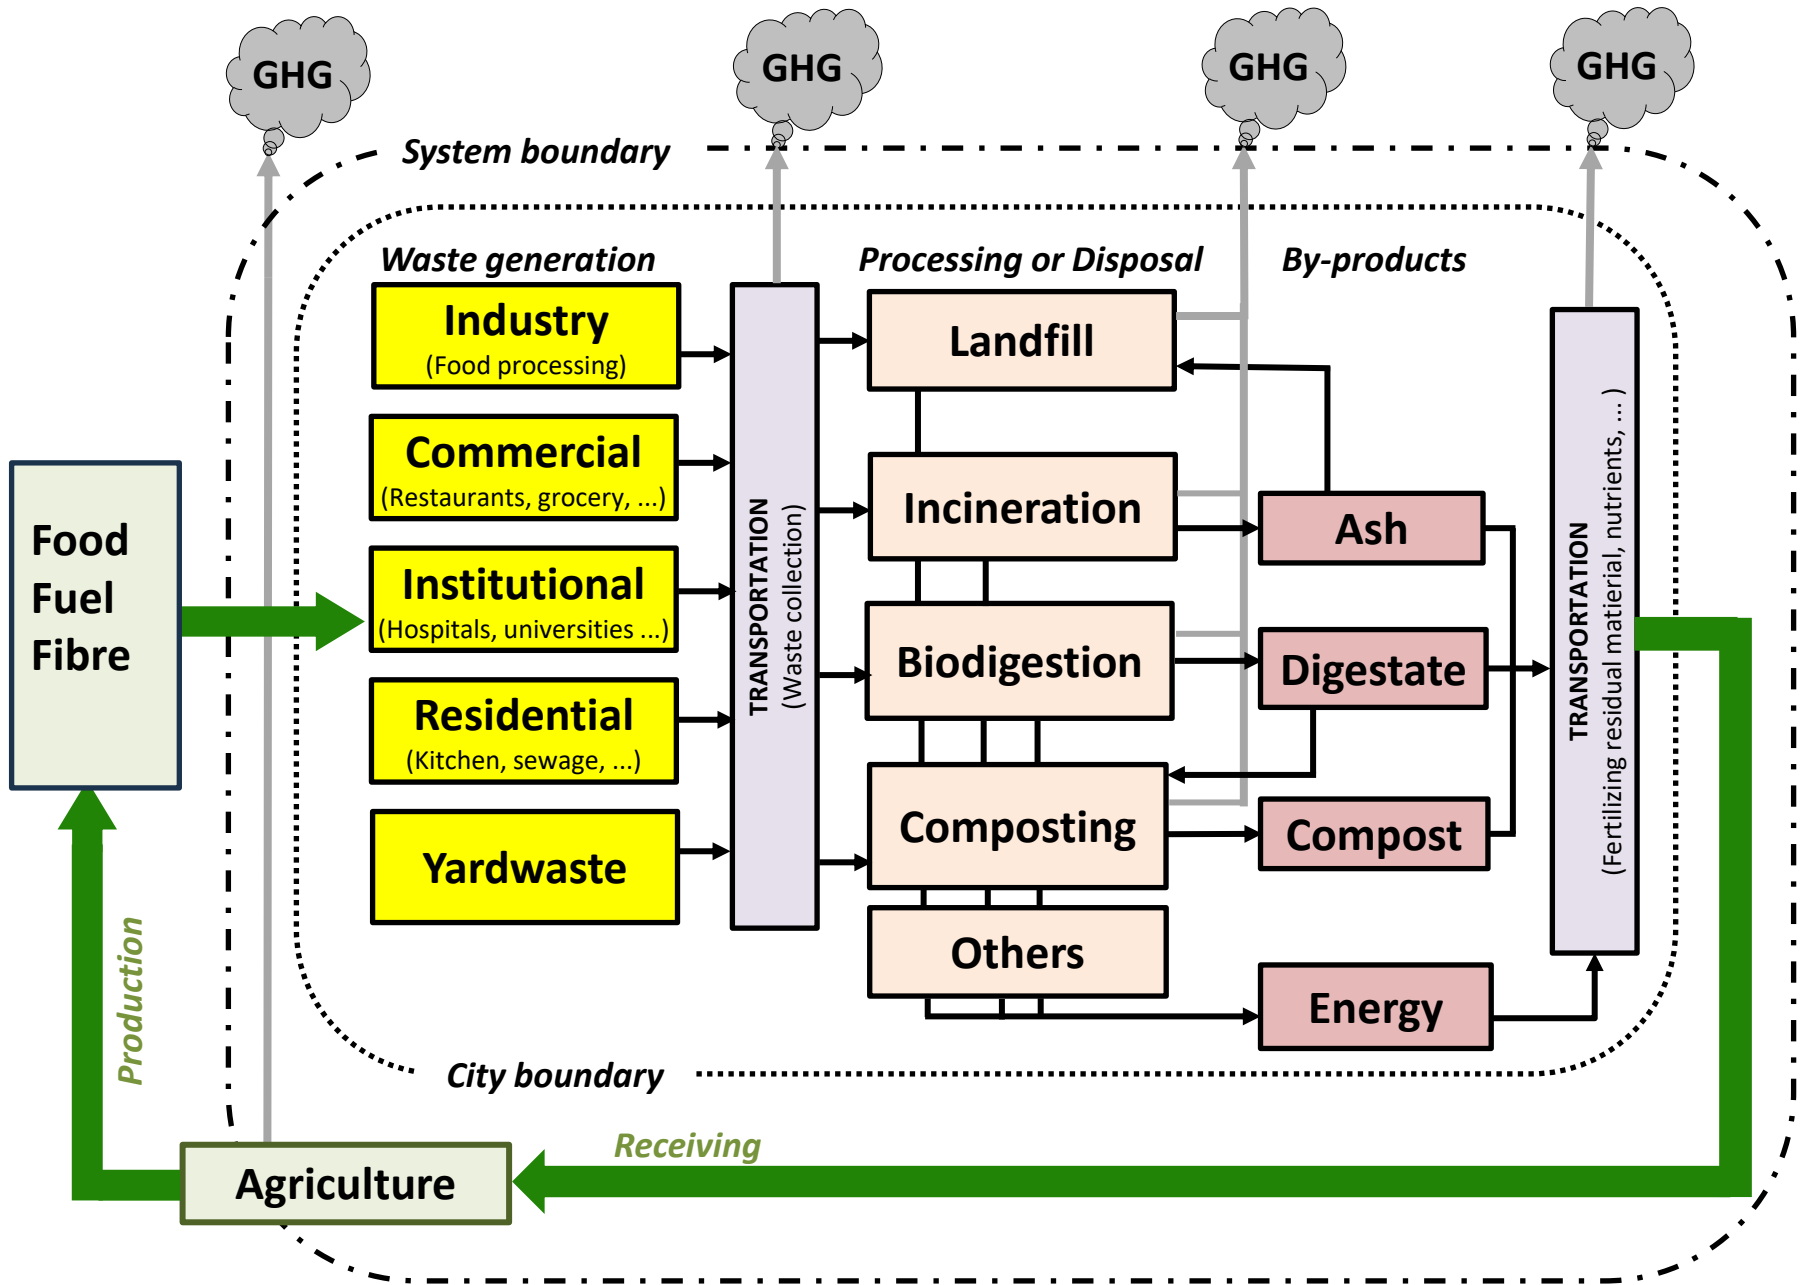 GHG
GHG
GHG
GHG
System boundary
Waste generation
Processing or Disposal
By-products
Industry
(Food processing)
Commercial
(Restaurants, grocery, ...)
Institutional
(Hospitals, universities ...)
Residential
(Kitchen, sewage, ...)
Yardwaste
TRANSPORTATION
(Waste collection)
Landfill
Incineration
Biodigestion
Composting
Others
Ash
Digestate
Compost
Energy
TRANSPORTATION
(Fertilizing residual matierial, nutrients, ... )
Food
Fuel
Fibre
Production
City boundary
Receiving
Agriculture